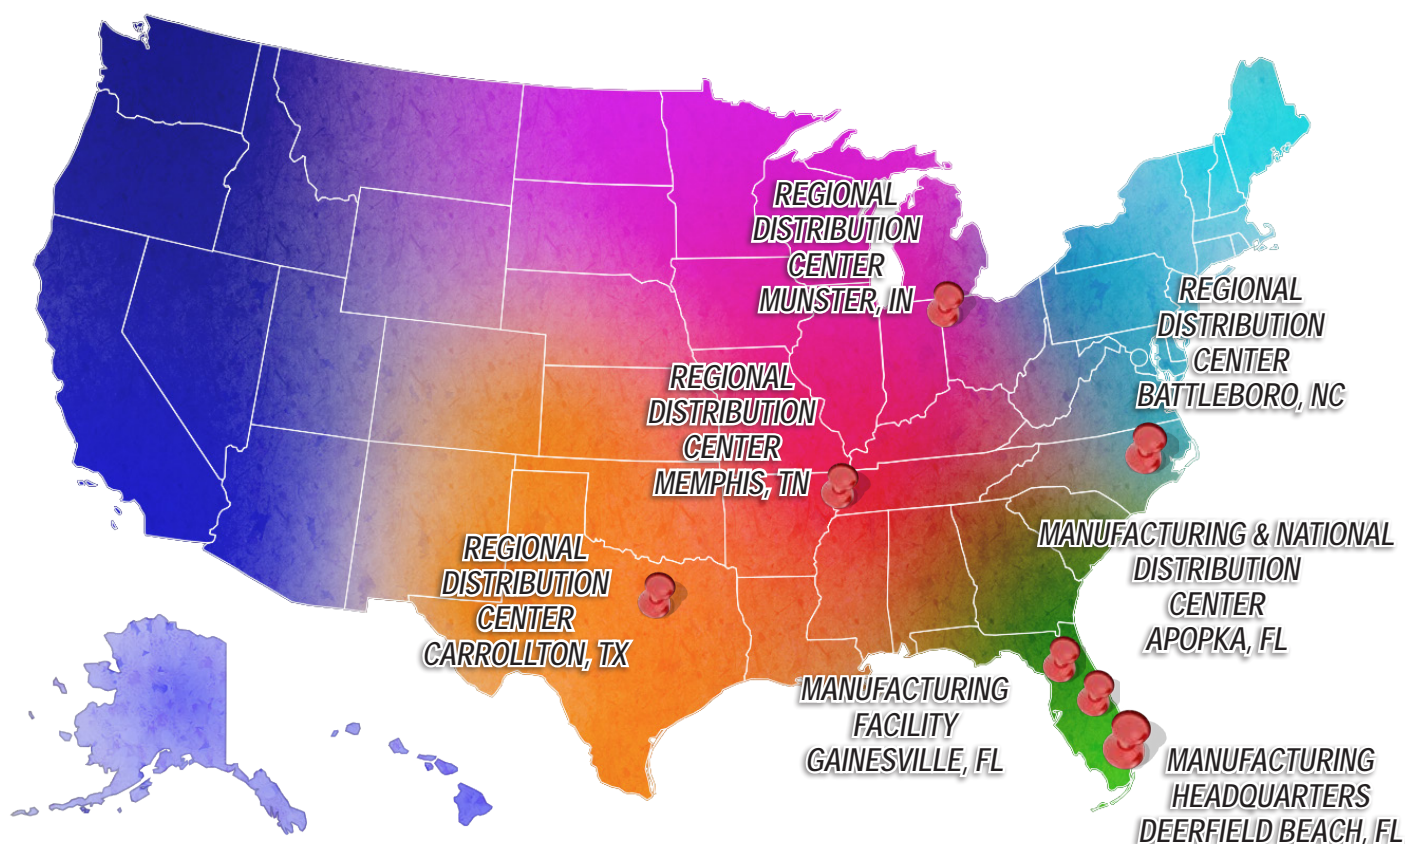 REGIONAL
DISTRIBUTION
CENTER
MUNSTER, IN
REGIONAL
DISTRIBUTION
CENTER
BATTLEBORO, NC
REGIONAL
DISTRIBUTION
CENTER
MEMPHIS, TN
MANUFACTURING & NATIONAL
DISTRIBUTION
CENTER
APOPKA, FL
REGIONAL
DISTRIBUTION
CENTER
CARROLLTON, TX
MANUFACTURING
FACILITY
GAINESVILLE, FL
MANUFACTURING
HEADQUARTERS
DEERFIELD BEACH, FL